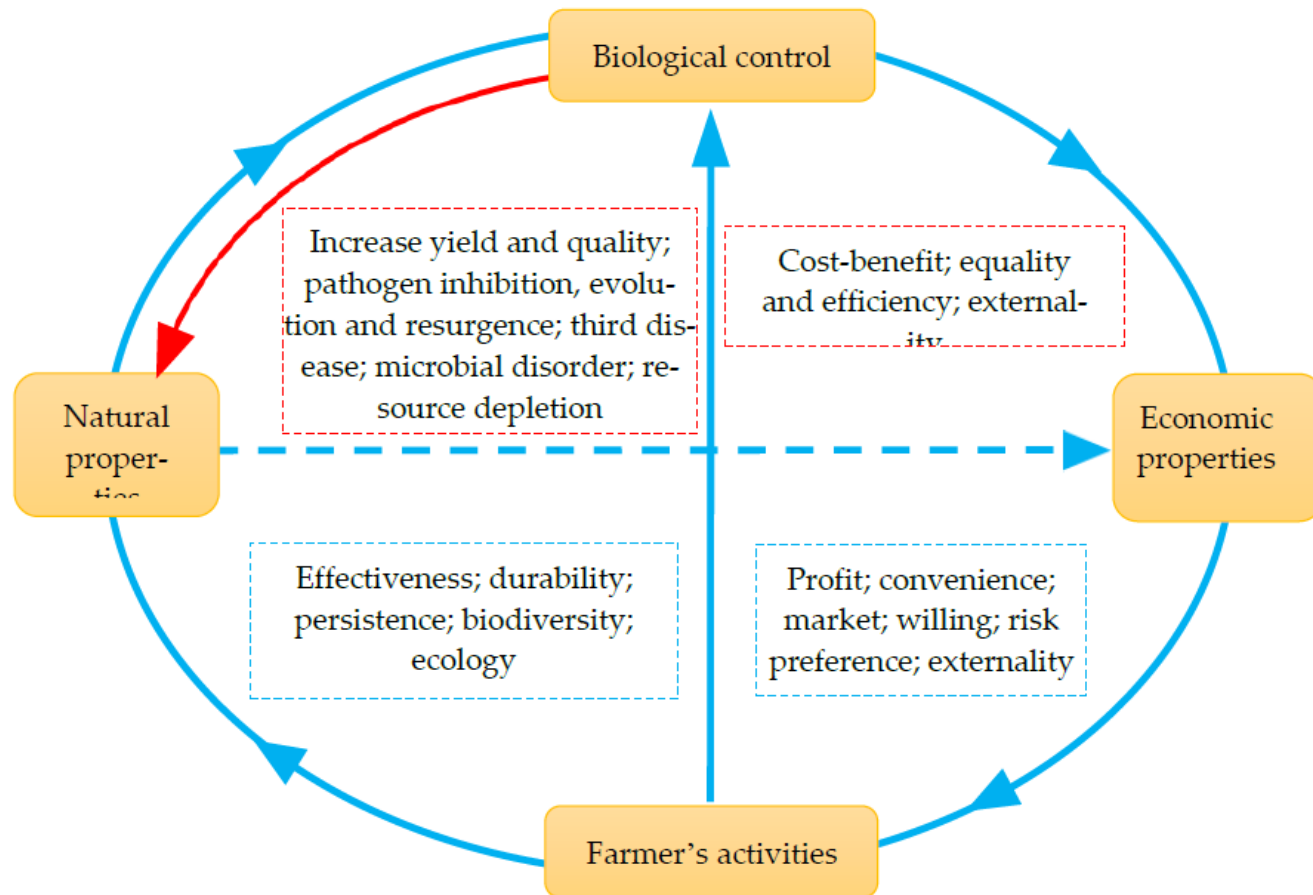 Biological control
Increase yield and quality;
pathogen inhibition, evolu-
tion and resurgence; third dis-
ease; microbial disorder; re-
source depletion
Cost-benefit; equality
and efficiency; external-
ity
Natural
proper-
ties
Economic
properties
Effectiveness; durability;
persistence; biodiversity;
ecology
Profit; convenience;
market; willing; risk
preference; externality
Farmer’s activities